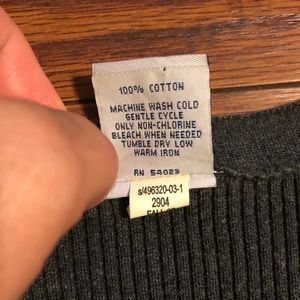 100% COTTON
MACHINE WASH COLD
GENTLE CYCLE
ONLY NON-CHLORINE
BLEACH WHEN NEEDED
TUMBLE DRY LOW
WARM IRON
RN 54023
s/496320-03-1
2904